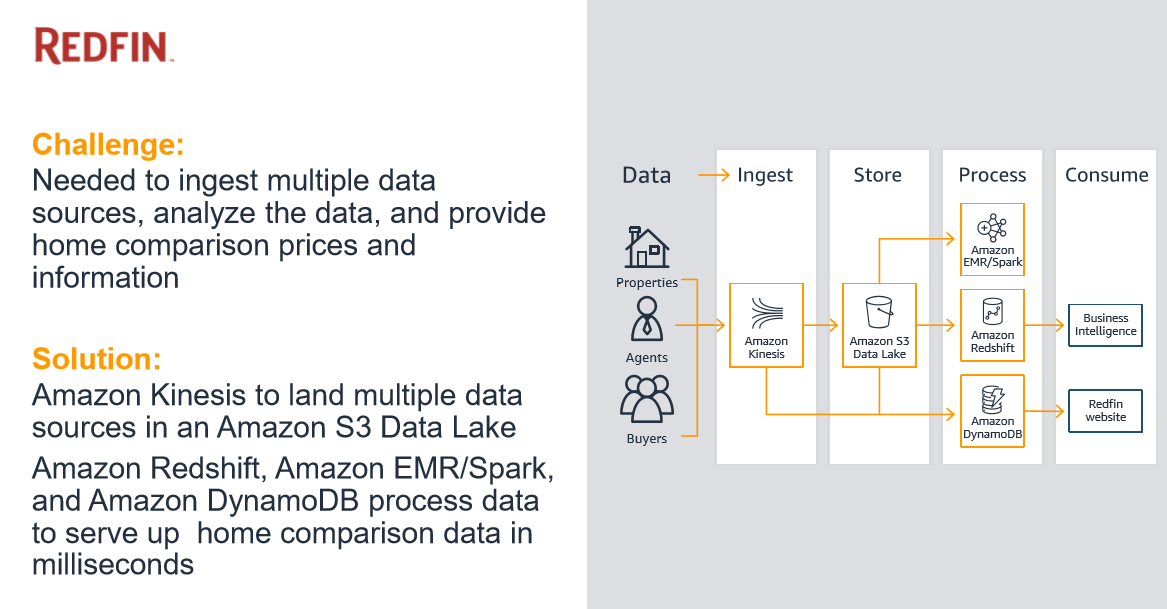 REDFIN™
Challenge:
Needed to ingest multiple data
sources, analyze the data, and provide
home comparison prices and
information
Solution:
Amazon Kinesis to land multiple data
sources in an Amazon S3 Data Lake
Amazon Redshift, Amazon EMR/Spark,
and Amazon DynamoDB process data
to serve up  home comparison data in
milliseconds
Data
Ingest
Store
Process
Consume
Properties
Agents
Buyers
Amazon
Kinesis
Amazon S3
Data Lake
Amazon
EMR/Spark
Amazon
Redshift
Amazon
DynamoDB
Business
Intelligence
Redfin
website